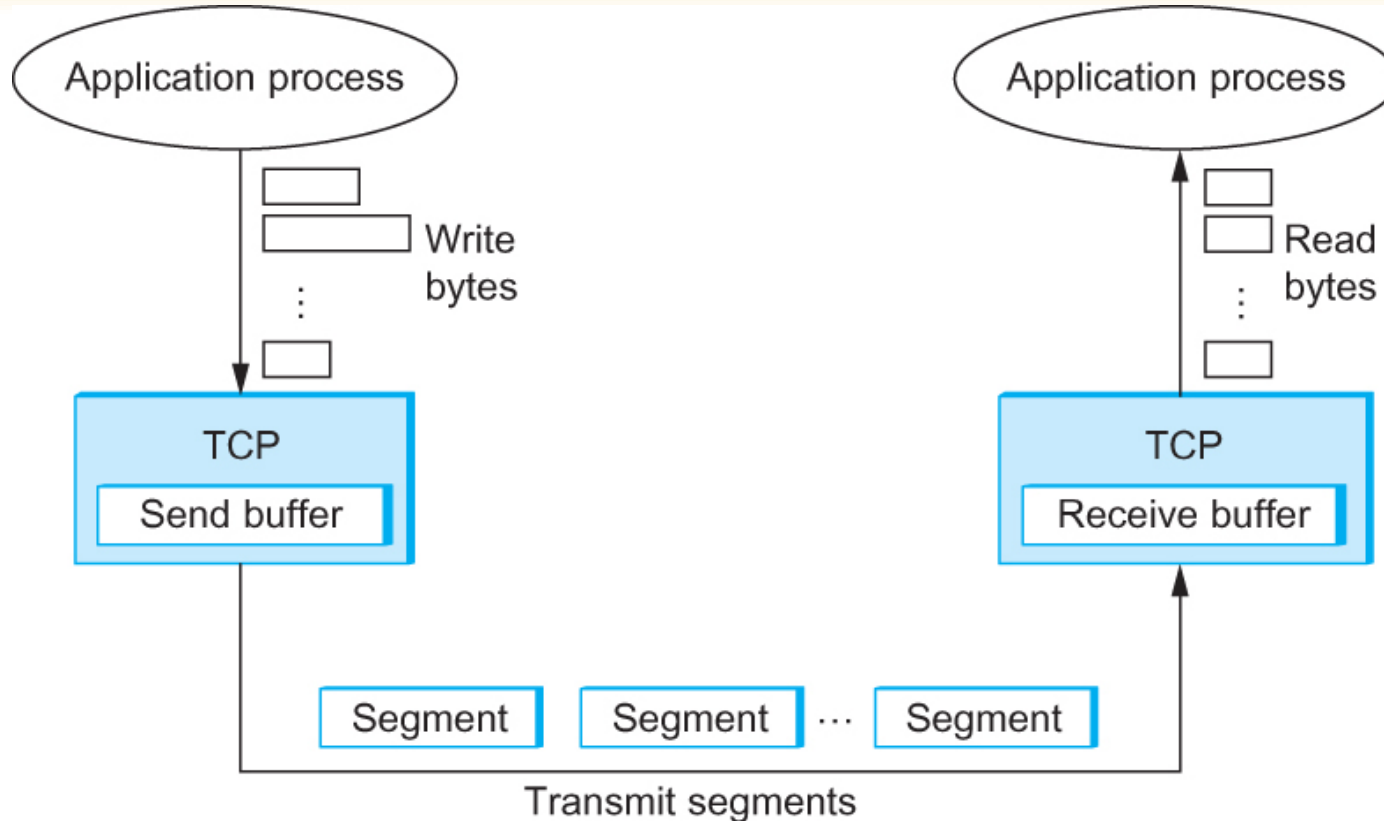 Application process
Application process
Write
bytes
Read
bytes
TCP
Send buffer
TCP
Receive buffer
Segment
Segment
...
Segment
Transmit segments